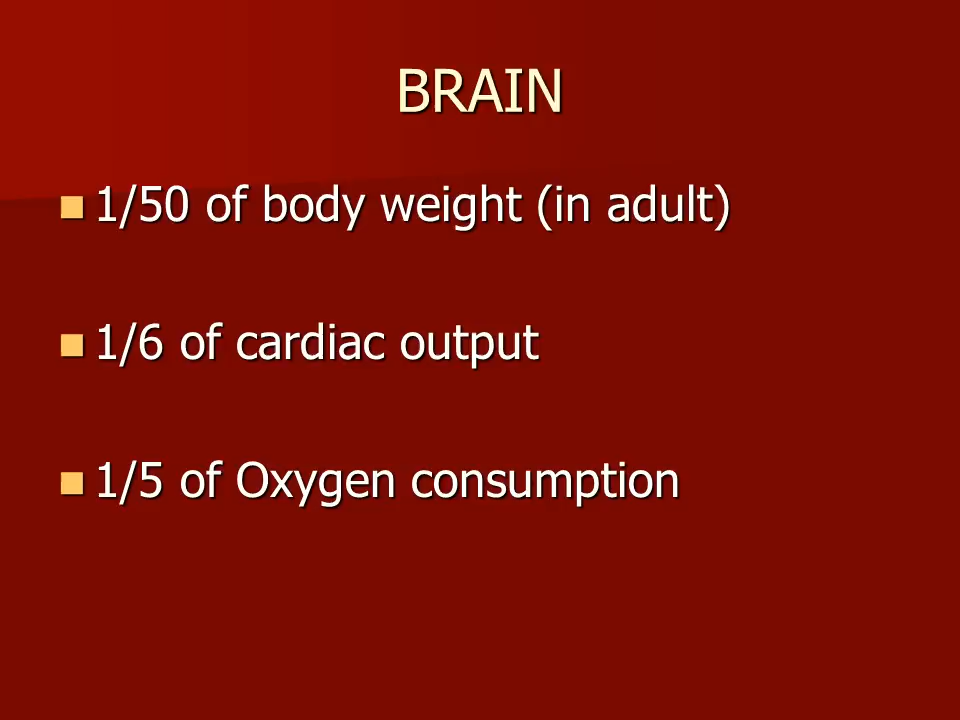 BRAIN
1/50 of body weight (in adult)
1/6 of cardiac output
1/5 of Oxygen consumption